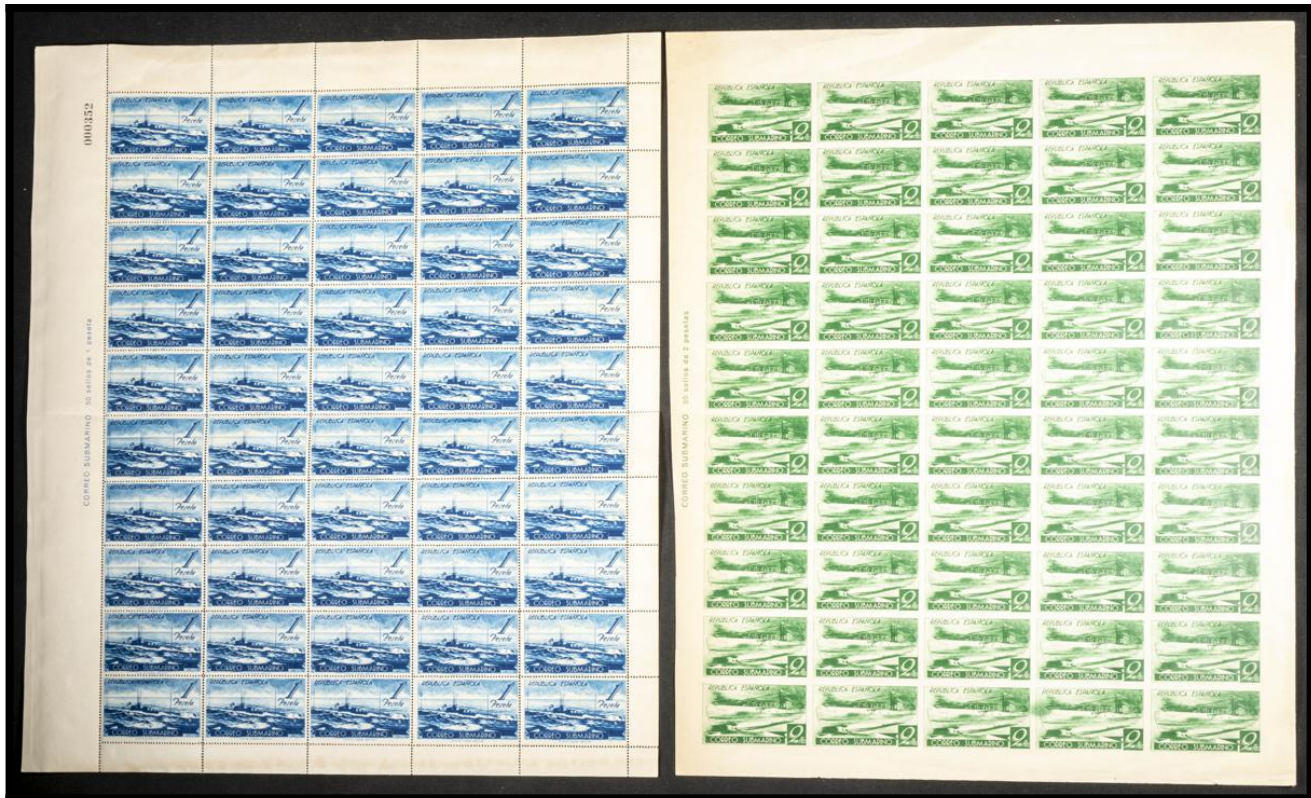 000352
CORREO SUBMARINO 50 sellos de 1 peseta
REPUBLICA ESPAÑOLA
1
Peseta
CORREO SUBMARINO
CORREO SUBMARINO 50 sellos de 2 pesetas
REPUBLICA ESPAÑOLA
CORREO SUBMARINO
2